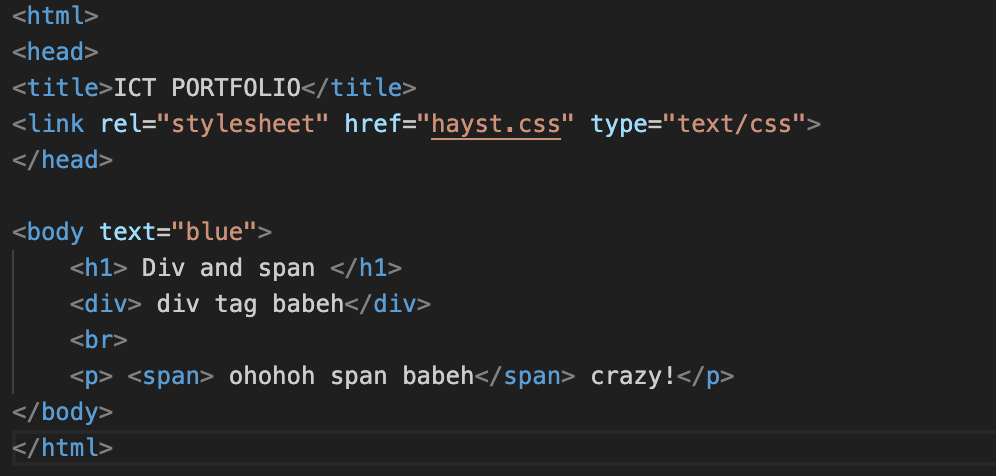 <html>
<head>
<title>ICT PORTFOLIO</title>
<link rel="stylesheet" href="hayst.css" type="text/css">
</head>
<body text="blue">
<h1> Div and span </h1>
<div> div tag babeh</div>
<br>
<p> <span> ohohoh span babeh</span> crazy!</p>
</body>
</html>